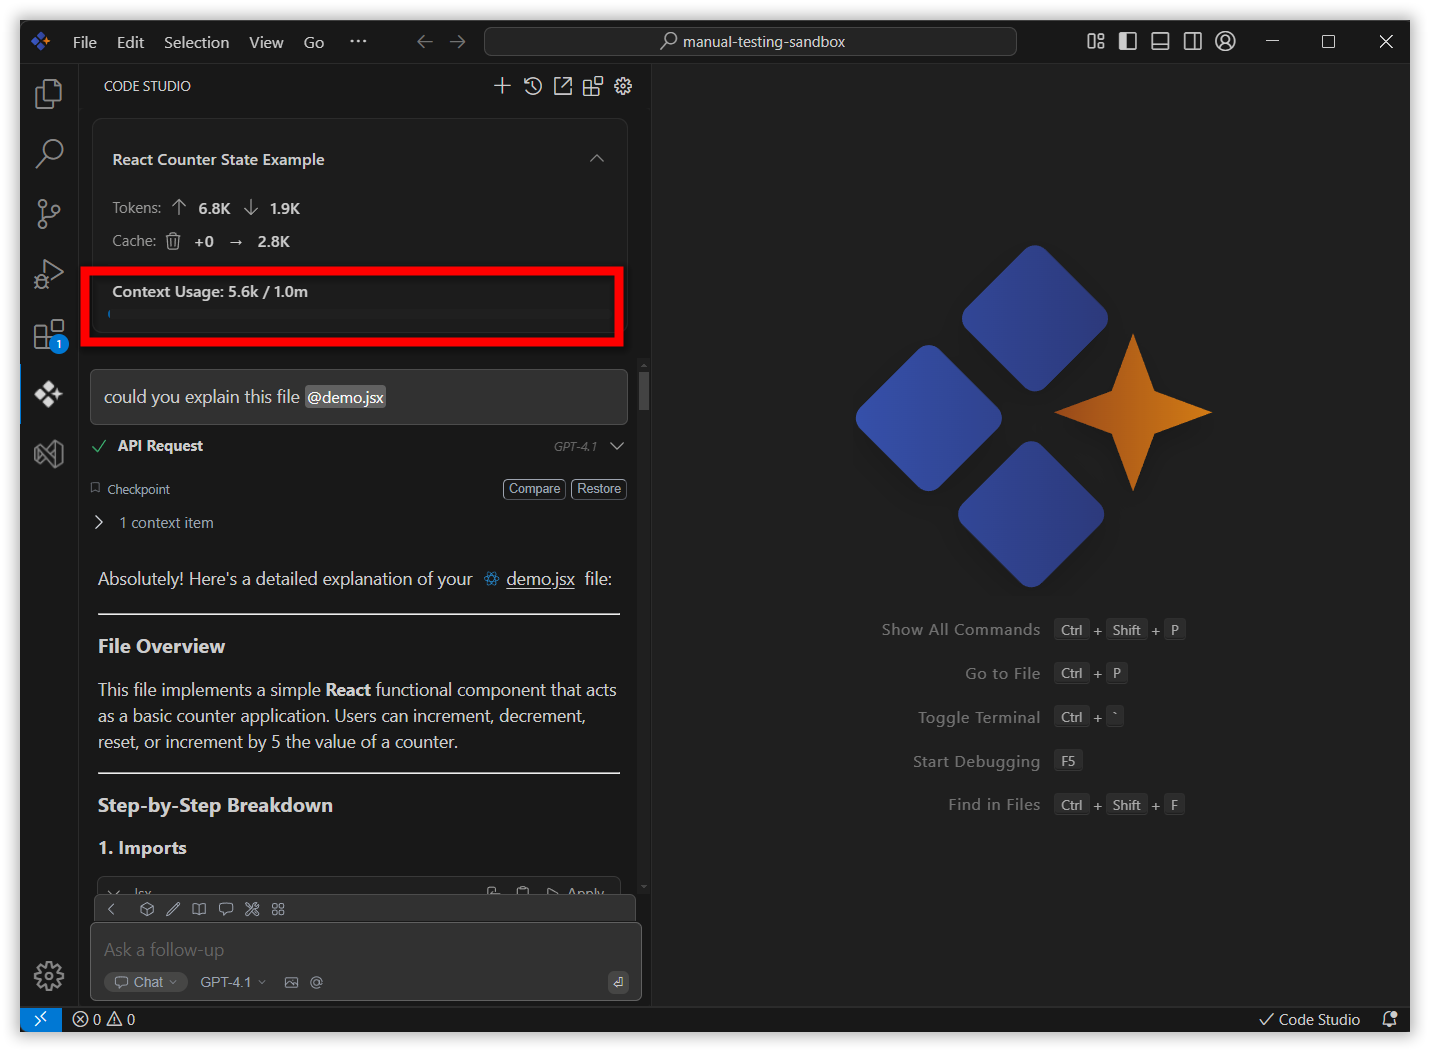 File Edit Selection View Go ··· manual-testing-sandbox
CODE STUDIO
React Counter State Example
Tokens: ↑ 6.8K ↓ 1.9K
Cache: +0 → 2.8K
Context Usage: 5.6k / 1.0m
1
could you explain this file @demo.jsx
API Request GPT-4.1
Checkpoint Compare Restore
1 context item
Absolutely! Here's a detailed explanation of your demo.jsx file:
File Overview
This file implements a simple React functional component that acts
as a basic counter application. Users can increment, decrement,
reset, or increment by 5 the value of a counter.
Step-by-Step Breakdown
1. Imports
Jsx Apply
Ask a follow-up
Chat GPT-4.1
Show All Commands Ctrl + Shift + P
Go to File Ctrl + P
Toggle Terminal Ctrl + `
Start Debugging F5
Find in Files Ctrl + Shift + F
0 0 Code Studio